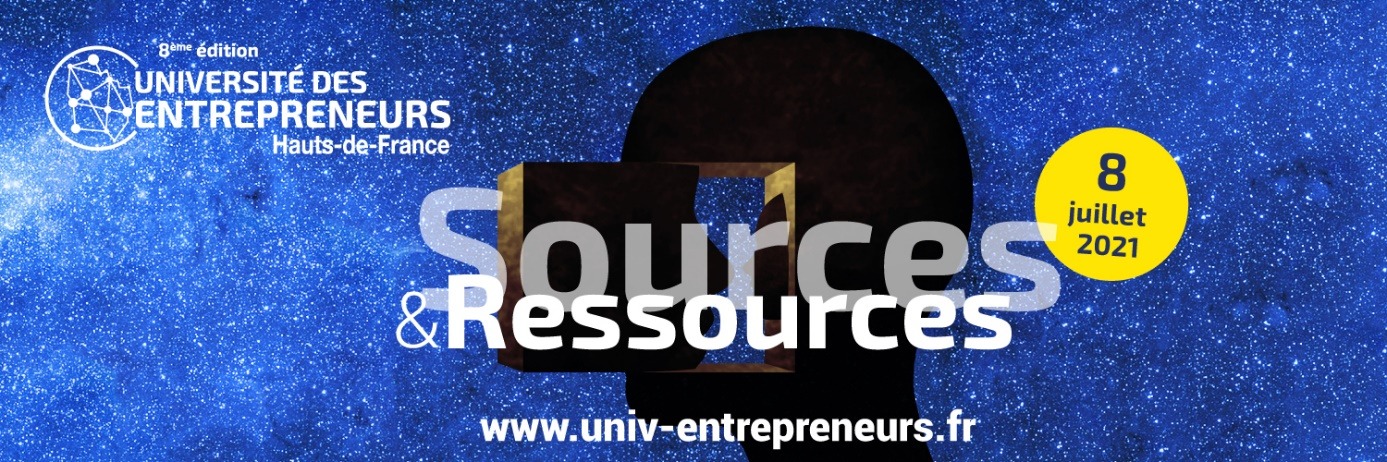 8ème édition
UNIVERSITÉ DES
ENTREPRENEURS
Hauts-de-France
Sources
&Ressources
8
juillet
2021
www.univ-entrepreneurs.fr